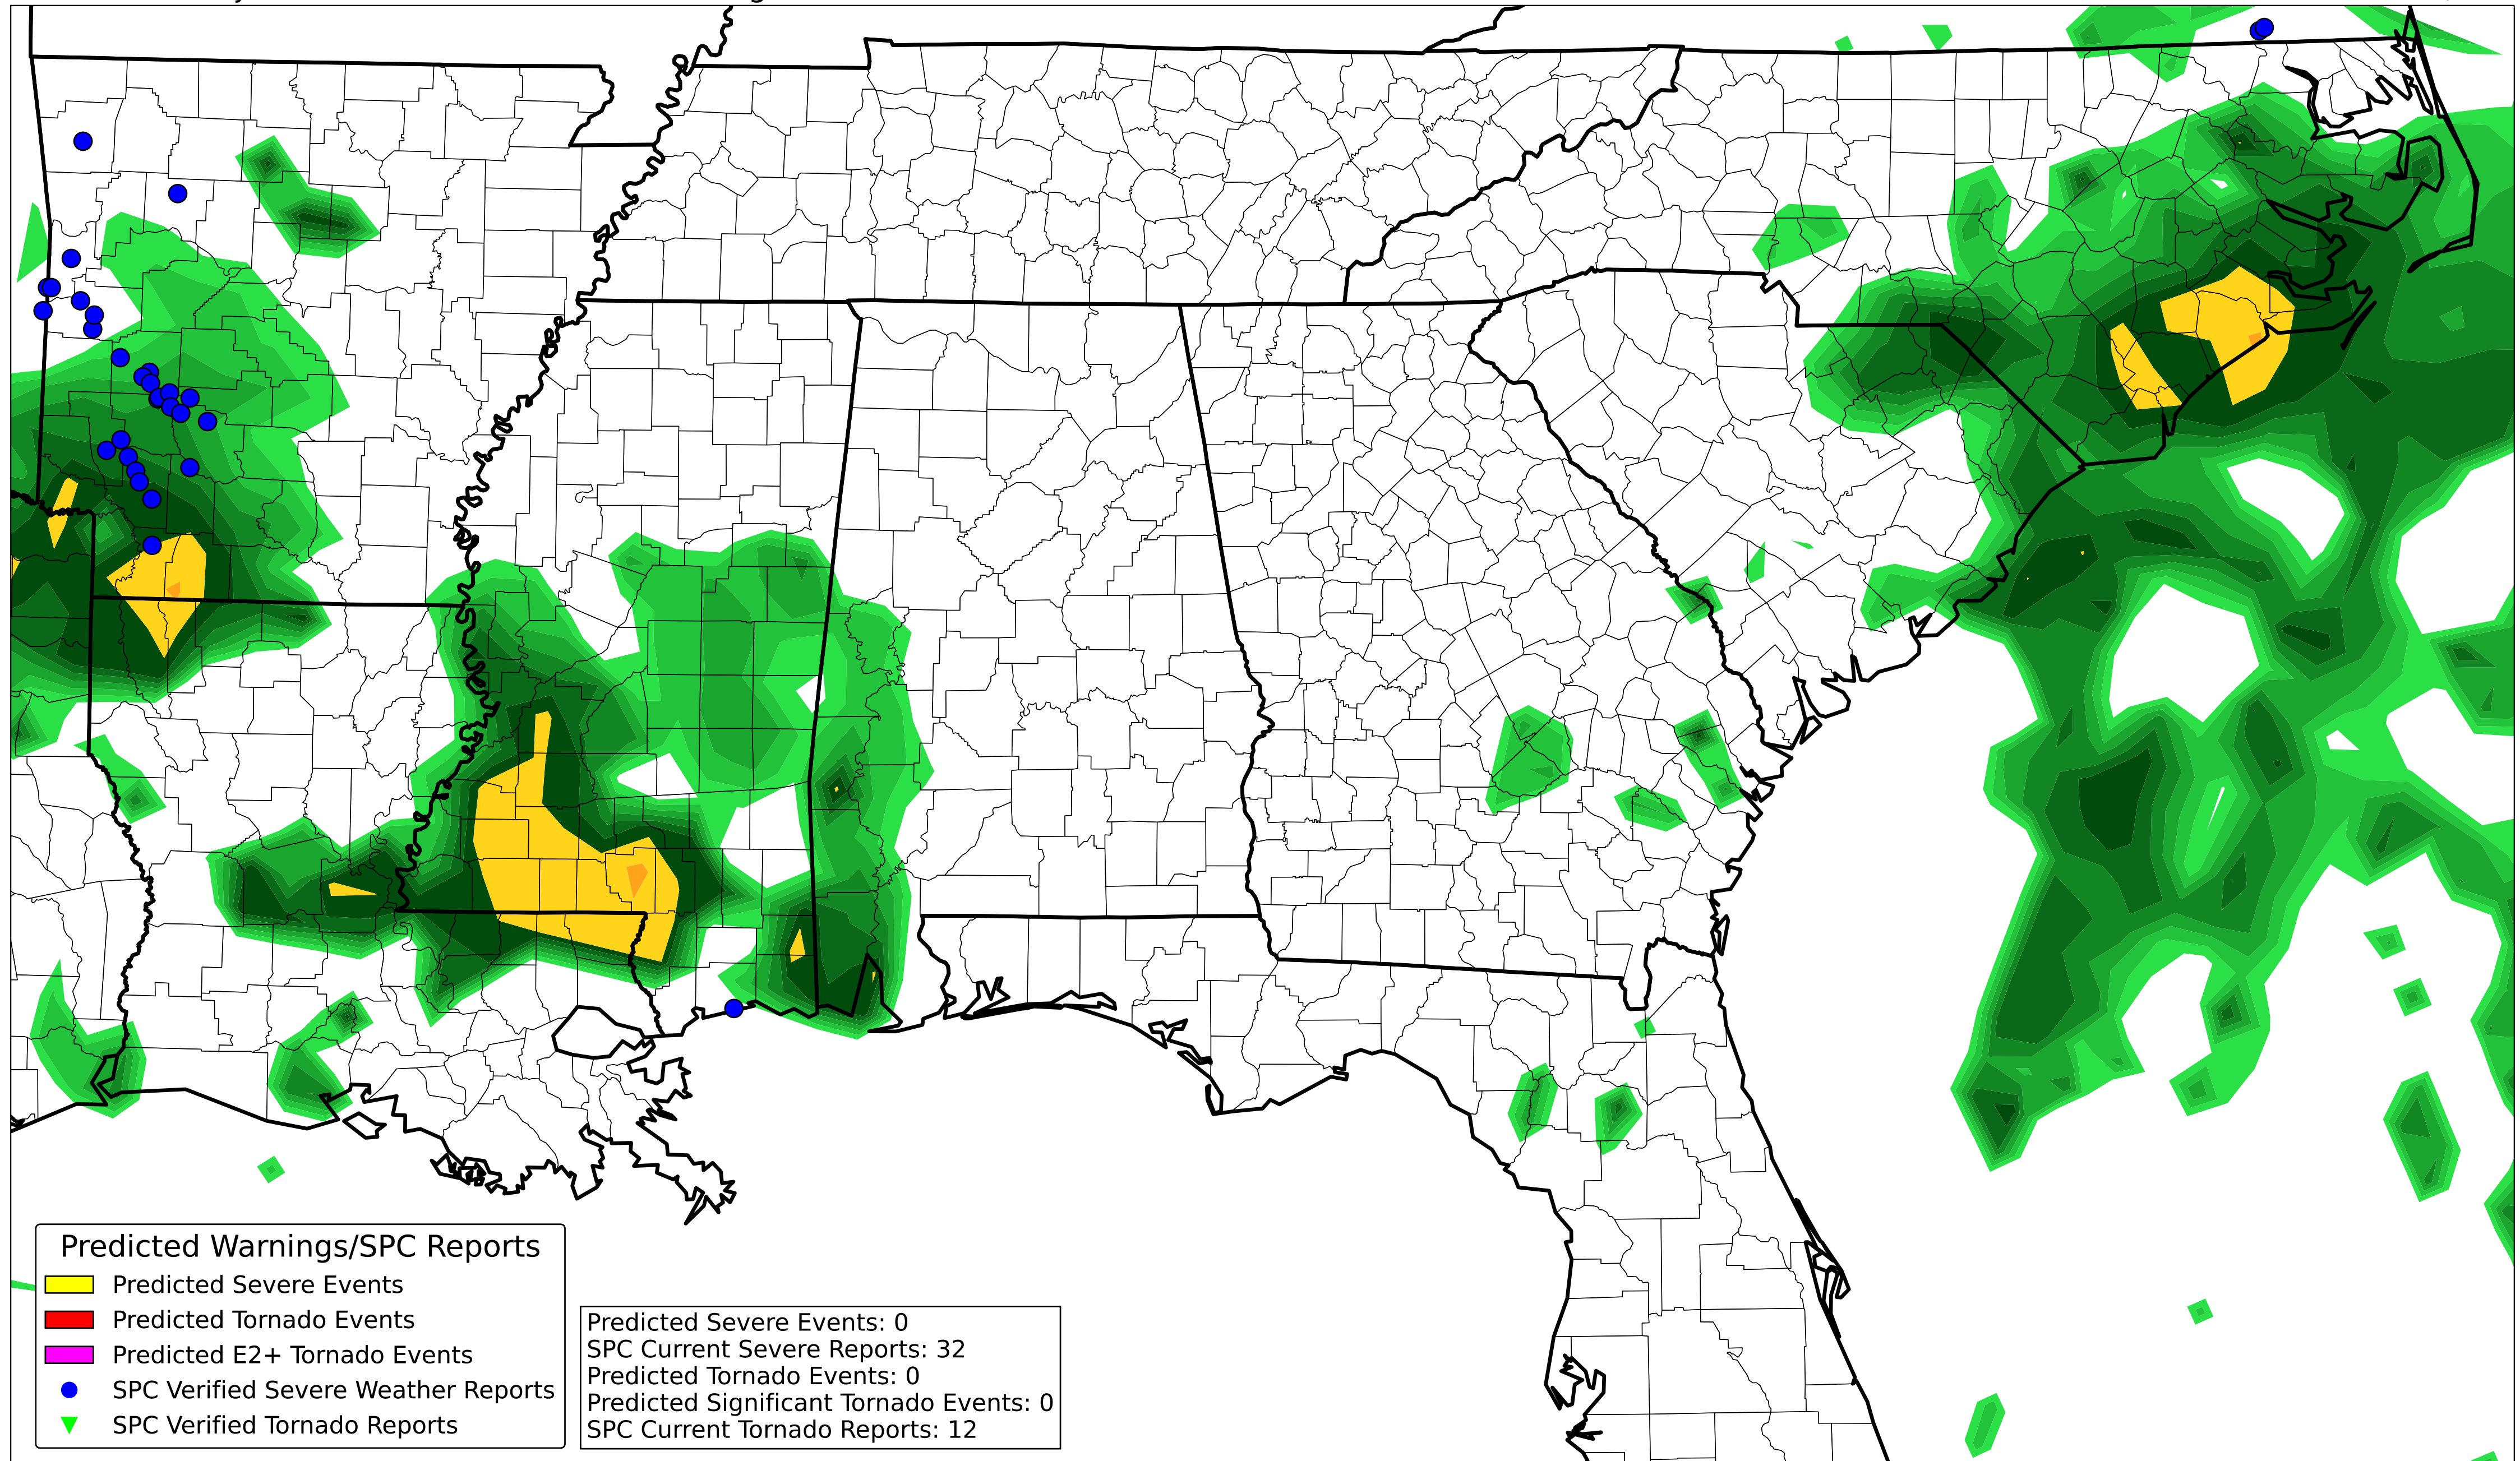 Predicted Warnings/SPC Reports
Predicted Severe Events
Predicted Tornado Events
Predicted E2+ Tornado Events
SPC Verified Severe Weather Reports
SPC Verified Tornado Reports
Predicted Severe Events: 0
SPC Current Severe Reports: 32
Predicted Tornado Events: 0
Predicted Significant Tornado Events: 0
SPC Current Tornado Reports: 12